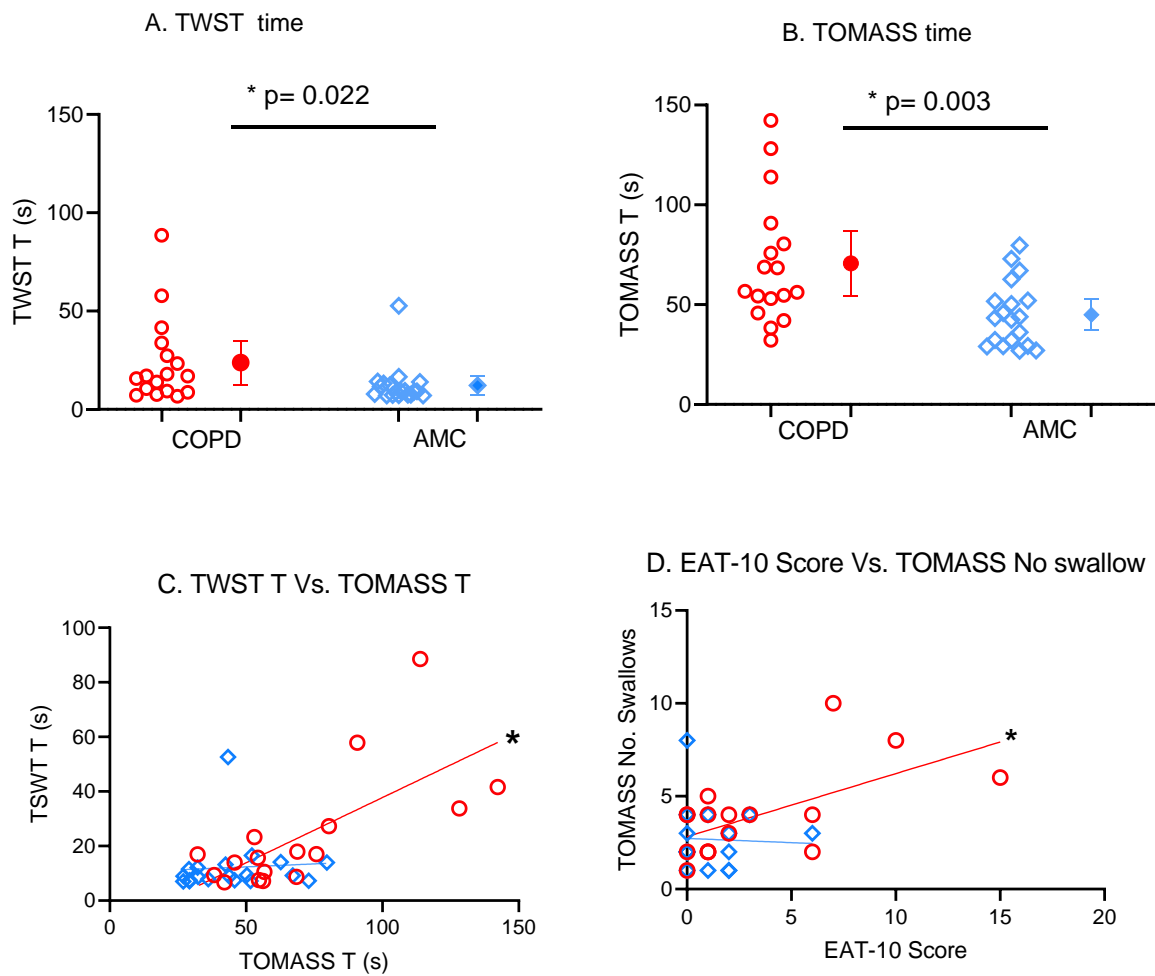 A. TWST time
* p= 0.022
150
100
50
0
TWST T (s)
COPD
AMC
B. TOMASS time
* p= 0.003
150
100
50
0
TOMASS T (s)
COPD
AMC
C. TWST T Vs. TOMASS T
100
80
60
40
20
0
TSWT T (s)
*
0
50
100
150
TOMASS T (s)
D. EAT-10 Score Vs. TOMASS No swallow
15
10
5
0
TOMASS No. Swallows
*
0
5
10
15
20
EAT-10 Score